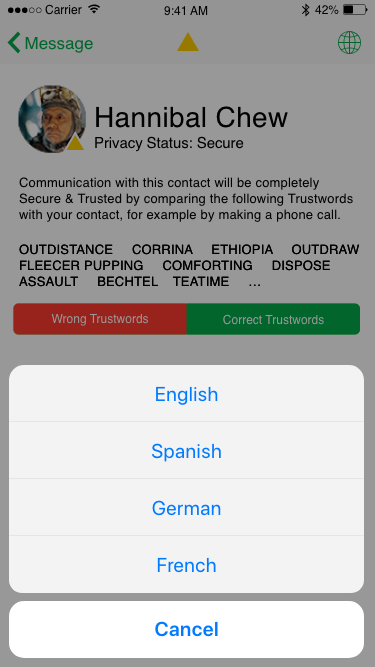 Carrier 9:41 AM 42%
Message
Hannibal Chew
Privacy Status: Secure
Communication with this contact will be completely
Secure & Trusted by comparing the following Trustwords
with your contact, for example by making a phone call.
OUTDISTANCE CORRINA ETHIOPIA OUTDRAW
FLEECER PUPPING COMFORTING DISPOSE
ASSAULT BECHTEL TEATIME ...
Wrong Trustwords Correct Trustwords
English
Spanish
German
French
Cancel